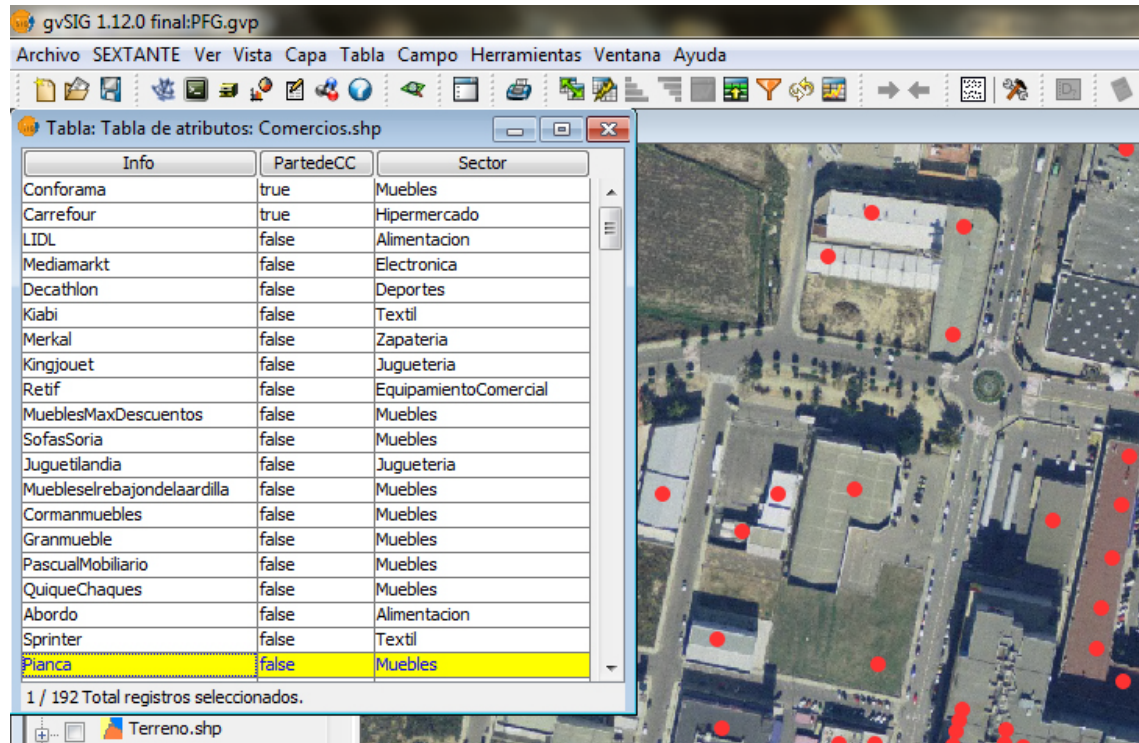 gvSIG 1.12.0 final:PFG.gvp
Archivo SEXTANTE Ver Vista Capa Tabla Campo Herramientas Ventana Ayuda
Tabla: Tabla de atributos: Comercios.shp
Info PartedeCC Sector
Conforama true Muebles
Carrefour true Hipermercado
LIDL false Alimentacion
Mediamarkt false Electronica
Decathlon false Deportes
Kiabi false Textil
Merkal false Zapateria
Kingjouet false Jugueteria
Retif false EquipamientoComercial
MueblesMaxDescuentos false Muebles
SofasSoria false Muebles
Juguetilandia false Jugueteria
Muebleselrebajondelaardilla false Muebles
Cormanmuebles false Muebles
Granmueble false Muebles
PascualMobiliario false Muebles
QuiqueChaques false Muebles
Abordo false Alimentacion
Sprinter false Textil
Pianca false Muebles
1 / 192 Total registros seleccionados.
Terreno.shp